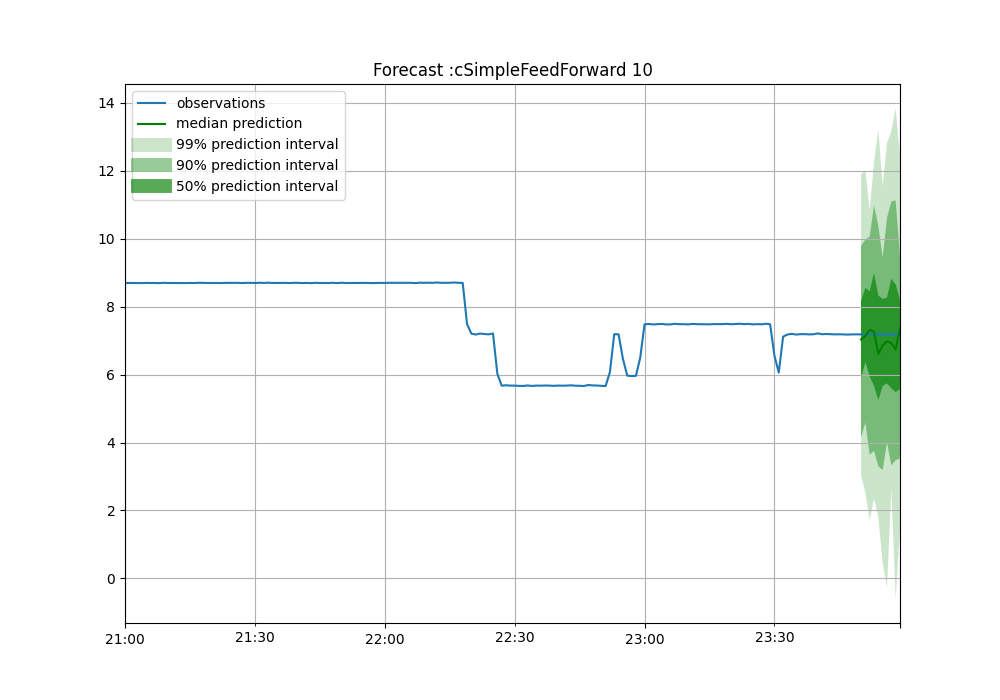 Forecast :cSimpleFeedForward 10
observations
median prediction
99% prediction interval
90% prediction interval
50% prediction interval
14
12
10
8
6
4
2
0
21:00
21:30
22:00
22:30
23:00
23:30